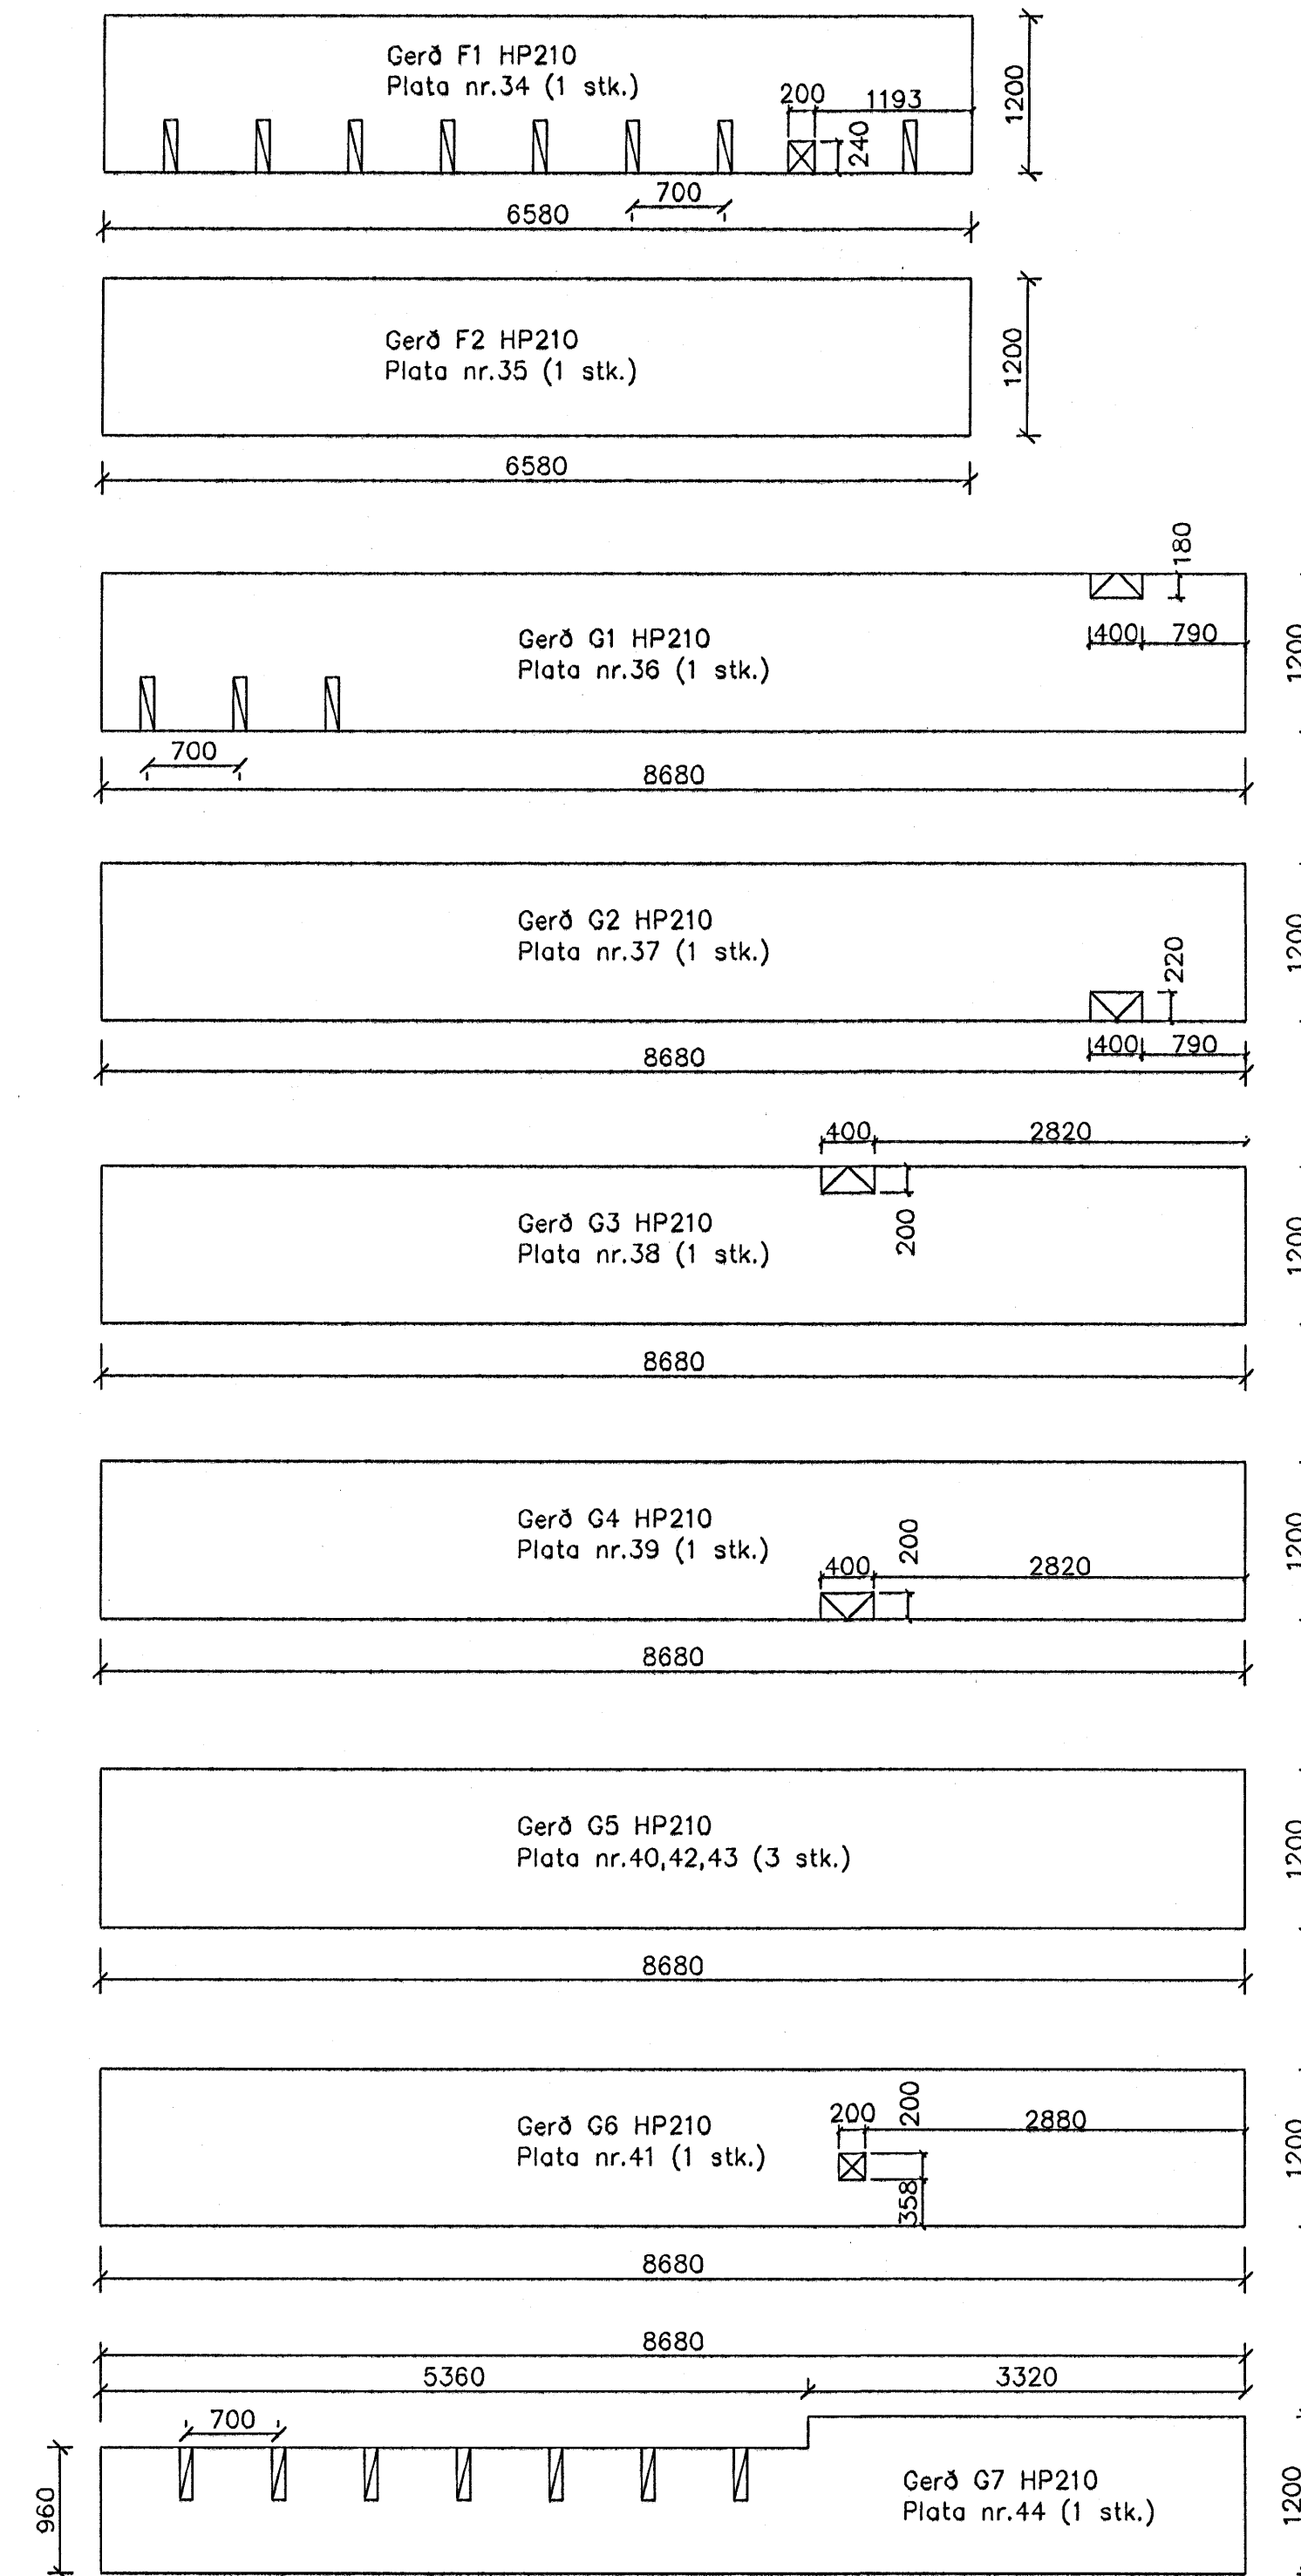 Gerð F1 HP210
Plata nr.34 (1 stk.)
200
1193
240
1200
700
6580
Gerð F2 HP210
Plata nr.35 (1 stk.)
1200
6580
180
Gerð G1 HP210
Plata nr.36 (1 stk.)
400
790
1200
700
8680
Gerð G2 HP210
Plata nr.37 (1 stk.)
220
1200
400
790
8680
400
2820
Gerð G3 HP210
Plata nr.38 (1 stk.)
200
1200
8680
Gerð G4 HP210
Plata nr.39 (1 stk.)
200
400
2820
1200
8680
Gerð G5 HP210
Plata nr.40,42,43 (3 stk.)
1200
8680
Gerð G6 HP210
Plata nr.41 (1 stk.)
200
200
2880
358
1200
8680
8680
5360
3320
700
960
Gerð G7 HP210
Plata nr.44 (1 stk.)
1200